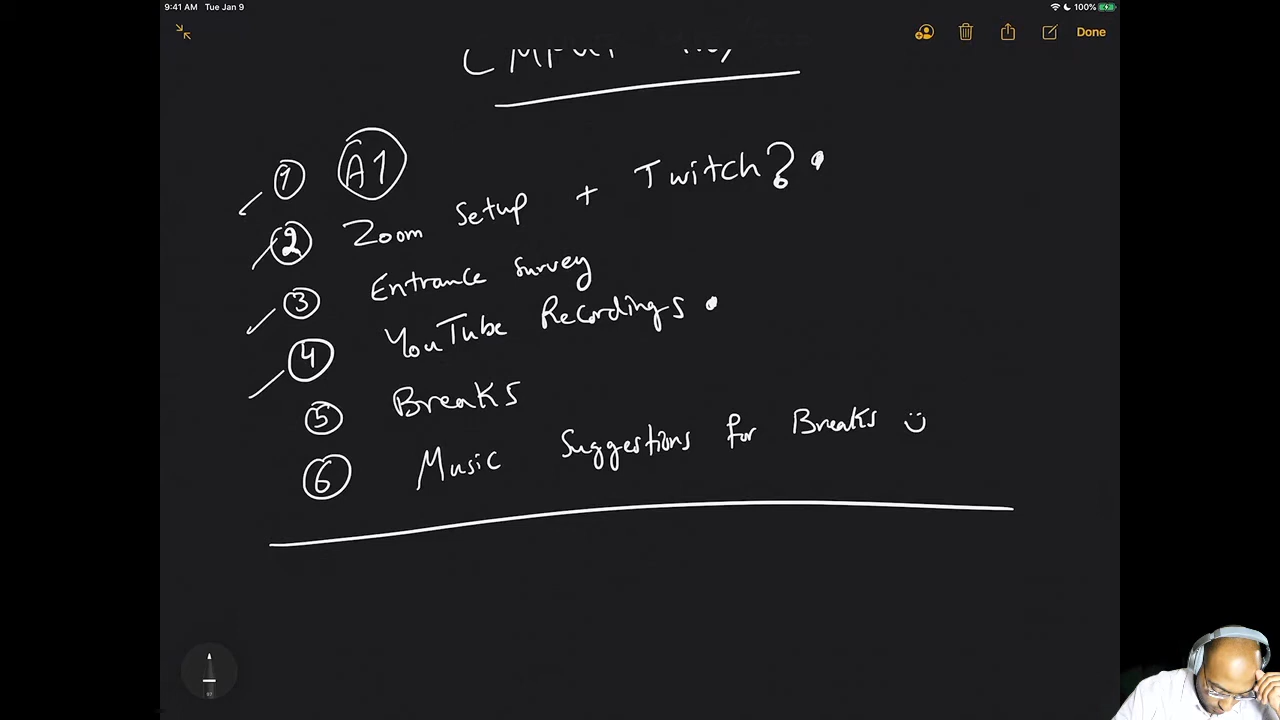 9:41 AM Tue Jan 9
100%
Done
1 A1
2 Zoom Setup + Twitch?
3 Entrance Survey
4 YouTube Recordings
5 Breaks
6 Music Suggestions for Breaks